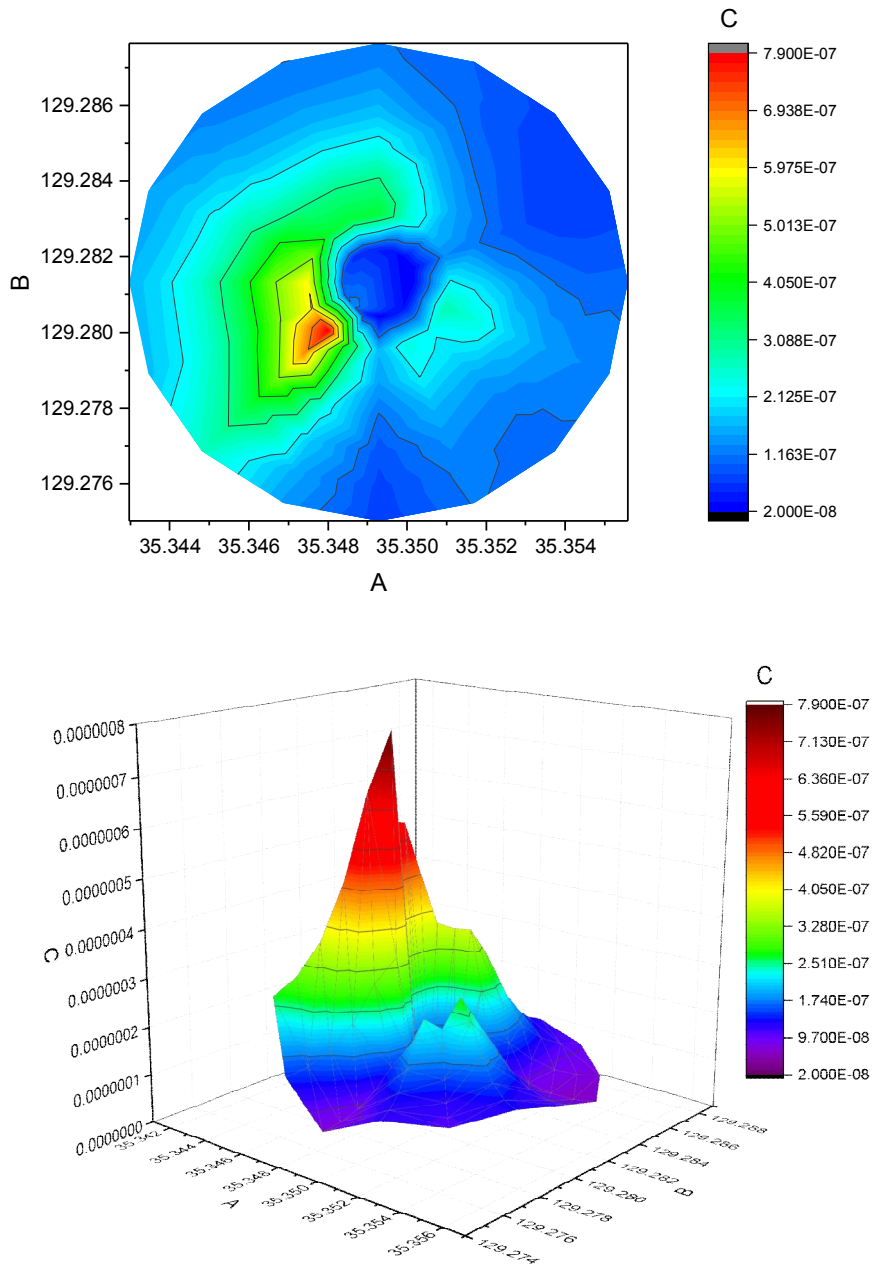 C
7.900E-07
6.938E-07
5.975E-07
5.013E-07
4.050E-07
3.088E-07
2.125E-07
1.163E-07
2.000E-08
B
129.286
129.284
129.282
129.280
129.278
129.276
35.344 35.346 35.348 35.350 35.352 35.354
A
C
7.900E-07
7.130E-07
6.360E-07
5.590E-07
4.820E-07
4.050E-07
3.280E-07
2.510E-07
1.740E-07
9.700E-08
2.000E-08
0.0000008
0.0000007
0.0000006
0.0000005
0.0000004
0.0000003
0.0000002
0.0000001
0.0000000
C
35.342
35.344
35.346
35.348
35.350
35.352
35.354
35.356
A
129.288
129.286
129.284
129.282
129.280
129.278
129.276
129.274
B